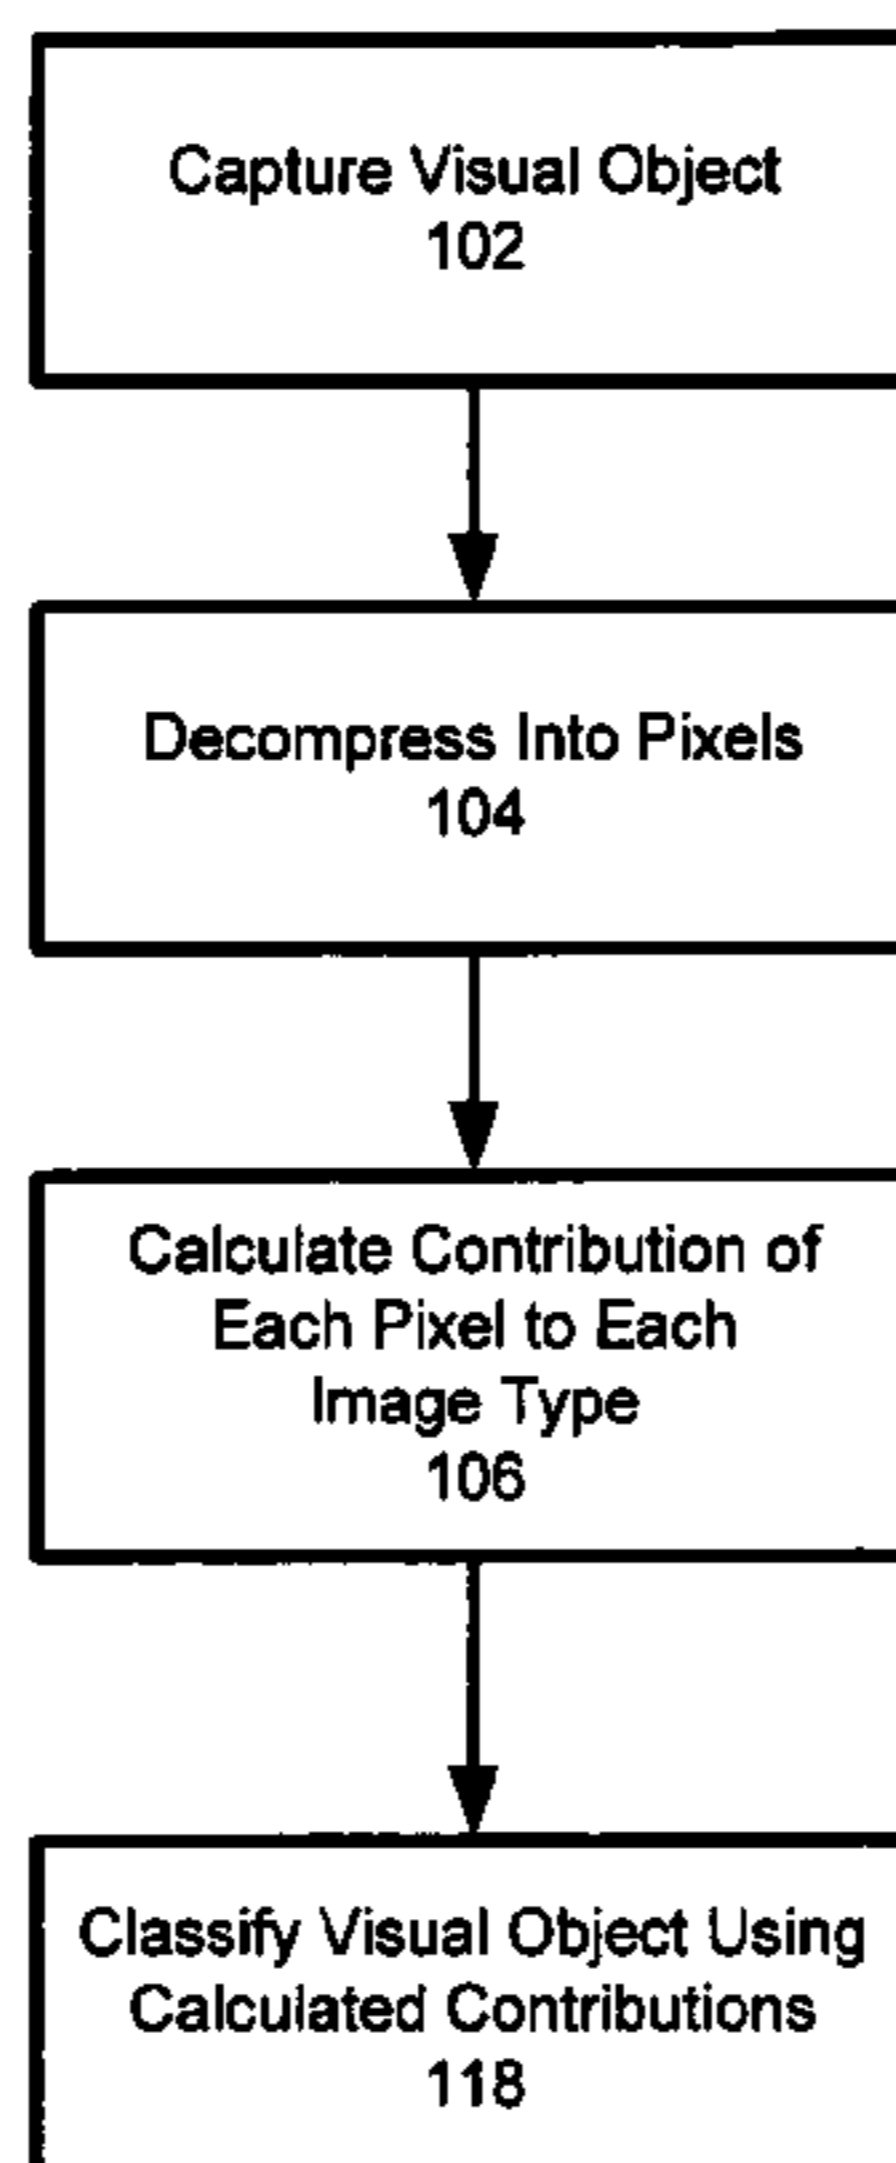 Capture Visual Object
102
Decompress Into Pixels
104
Calculate Contribution of
Each Pixel to Each
Image Type
106
Classify Visual Object Using
Calculated Contributions
118